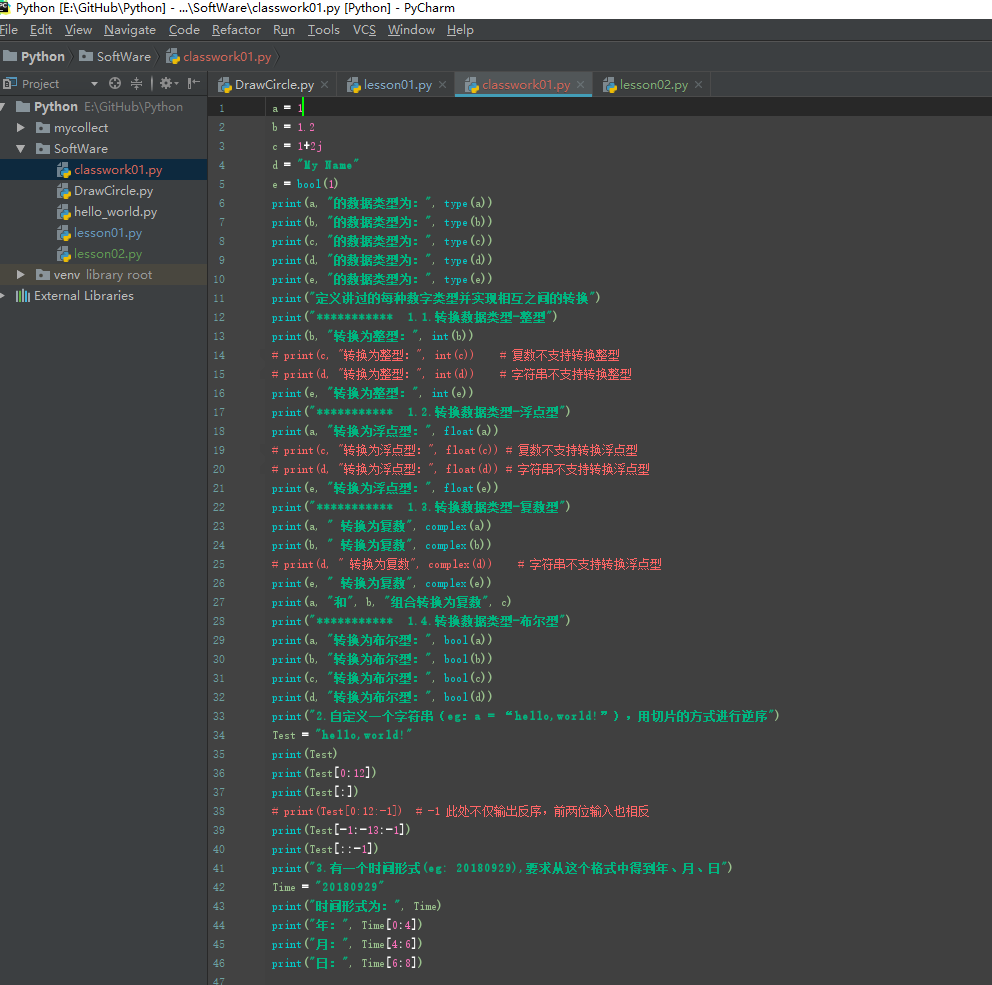 Python [E:\GitHub\Python] - ...\SoftWare\classwork01.py [Python] - PyCharm
File Edit View Navigate Code Refactor Run Tools VCS Window Help
Python SoftWare classwork01.py
Project DrawCircle.py lesson01.py classwork01.py lesson02.py
Python E:\GitHub\Python
mycollect
SoftWare
classwork01.py
DrawCircle.py
hello_world.py
lesson01.py
lesson02.py
venv library root
External Libraries
1 a = 1
2 b = 1.2
3 c = 1+2j
4 d = "My Name"
5 e = bool(1)
6 print(a, "的数据类型为：", type(a))
7 print(b, "的数据类型为：", type(b))
8 print(c, "的数据类型为：", type(c))
9 print(d, "的数据类型为：", type(d))
10 print(e, "的数据类型为：", type(e))
11 print("定义讲过的每种数字类型并实现相互之间的转换")
12 print("*********** 1.1.转换数据类型-整型")
13 print(b, "转换为整型：", int(b))
14 # print(c, "转换为整型：", int(c)) # 复数不支持转换整型
15 # print(d, "转换为整型：", int(d)) # 字符串不支持转换整型
16 print(e, "转换为整型：", int(e))
17 print("*********** 1.2.转换数据类型-浮点型")
18 print(a, "转换为浮点型：", float(a))
19 # print(c, "转换为浮点型：", float(c)) # 复数不支持转换浮点型
20 # print(d, "转换为浮点型：", float(d)) # 字符串不支持转换浮点型
21 print(e, "转换为浮点型：", float(e))
22 print("*********** 1.3.转换数据类型-复数型")
23 print(a, " 转换为复数", complex(a))
24 print(b, " 转换为复数", complex(b))
25 # print(d, " 转换为复数", complex(d)) # 字符串不支持转换浮点型
26 print(e, " 转换为复数", complex(e))
27 print(a, "和", b, "组合转换为复数", c)
28 print("*********** 1.4.转换数据类型-布尔型")
29 print(a, "转换为布尔型：", bool(a))
30 print(b, "转换为布尔型：", bool(b))
31 print(c, "转换为布尔型：", bool(c))
32 print(d, "转换为布尔型：", bool(d))
33 print("2.自定义一个字符串（eg：a = “hello,world!”），用切片的方式进行逆序")
34 Test = "hello,world!"
35 print(Test)
36 print(Test[0:12])
37 print(Test[:])
38 # print(Test[0:12:-1]) # -1 此处不仅输出反序，前两位输入也相反
39 print(Test[-1:-13:-1])
40 print(Test[::-1])
41 print("3.有一个时间形式(eg: 20180929),要求从这个格式中得到年、月、日")
42 Time = "20180929"
43 print("时间形式为：", Time)
44 print("年：", Time[0:4])
45 print("月：", Time[4:6])
46 print("日：", Time[6:8])
47